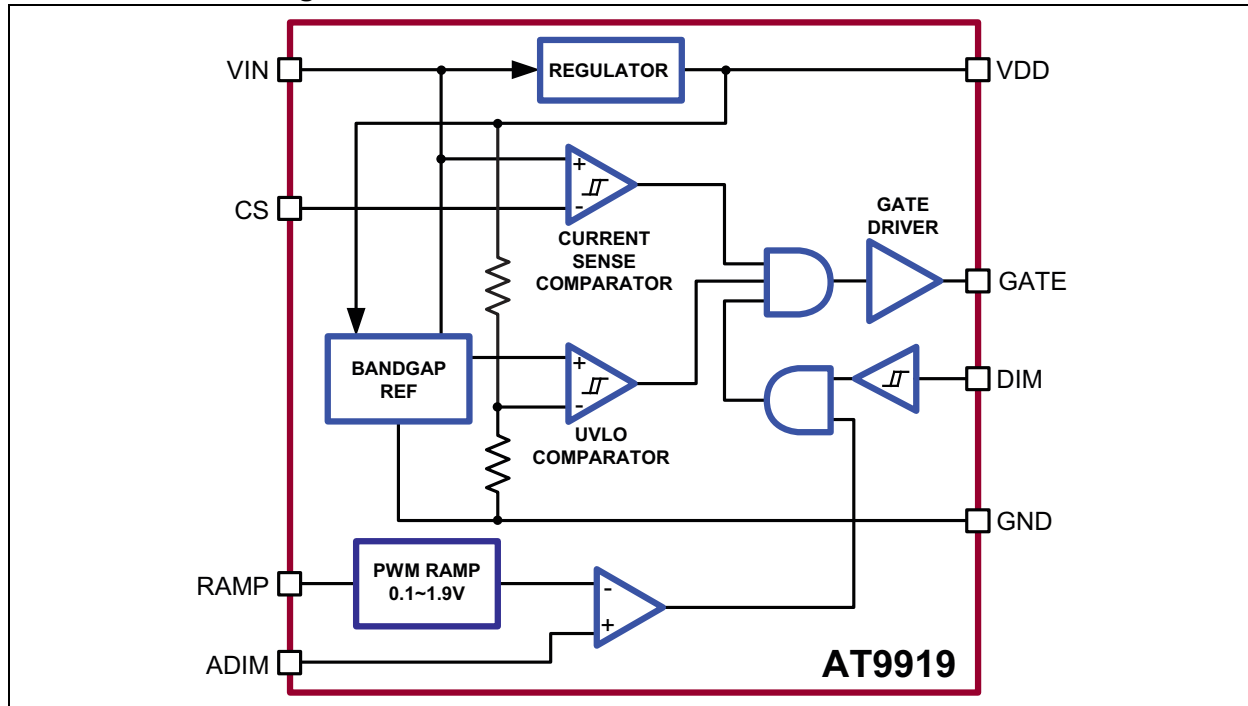 VIN
REGULATOR
VDD
CS
+
-
CURRENT
SENSE
COMPARATOR
GATE
DRIVER
GATE
BANDGAP
REF
+
-
UVLO
COMPARATOR
DIM
GND
RAMP
PWM RAMP
0.1~1.9V
-
+
ADIM
AT9919